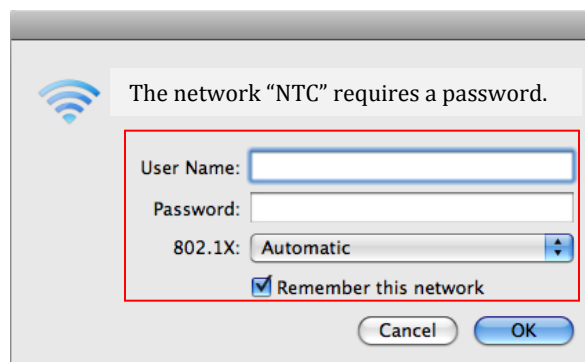 The network “NTC” requires a password.
User Name:
Password:
802.1X: Automatic
Remember this network
Cancel OK